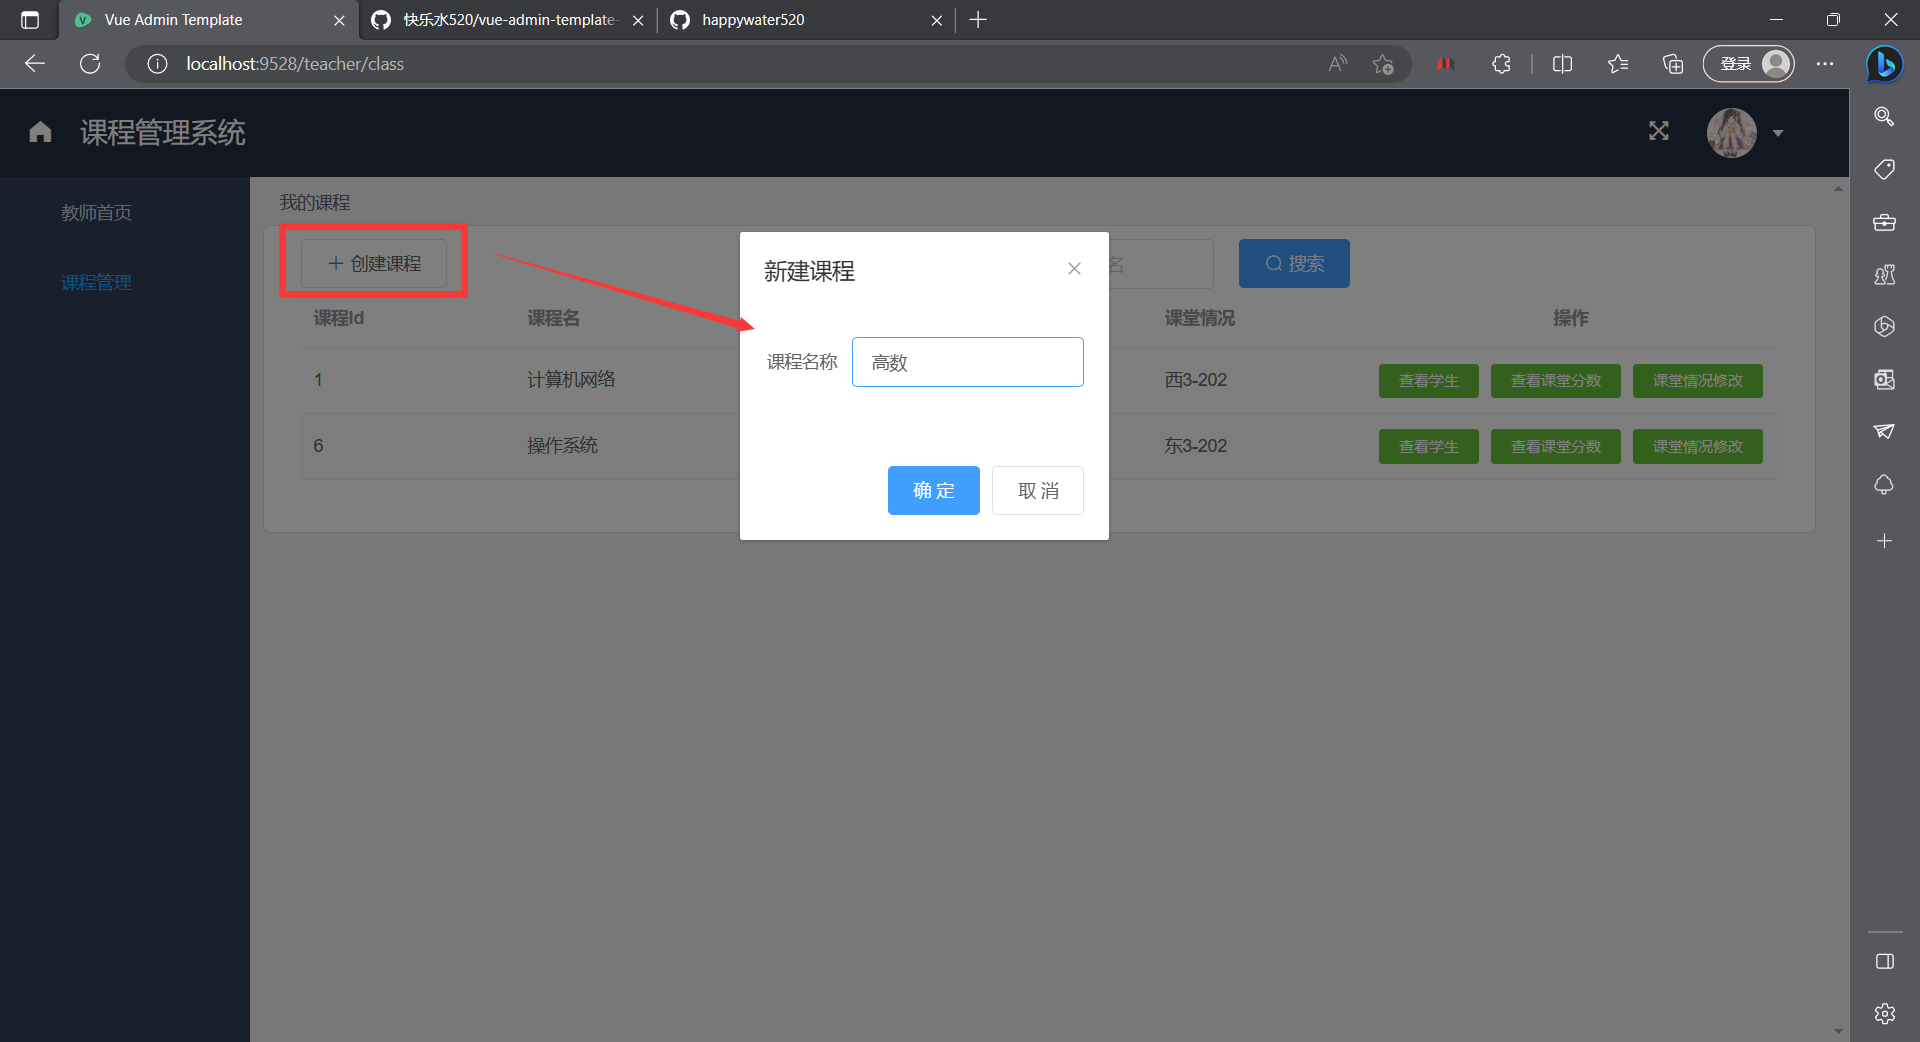 Vue Admin Template
快乐水520/vue-admin-template-
happywater520
localhost:9528/teacher/class
登录
课程管理系统
教师首页
课程管理
我的课程
创建课程
名
搜索
课程Id 课程名 课堂情况 操作
1 计算机网络 西3-202 查看学生 查看课堂分数 课堂情况修改
6 操作系统 东3-202 查看学生 查看课堂分数 课堂情况修改
新建课程
课程名称 高数
确 定 取 消